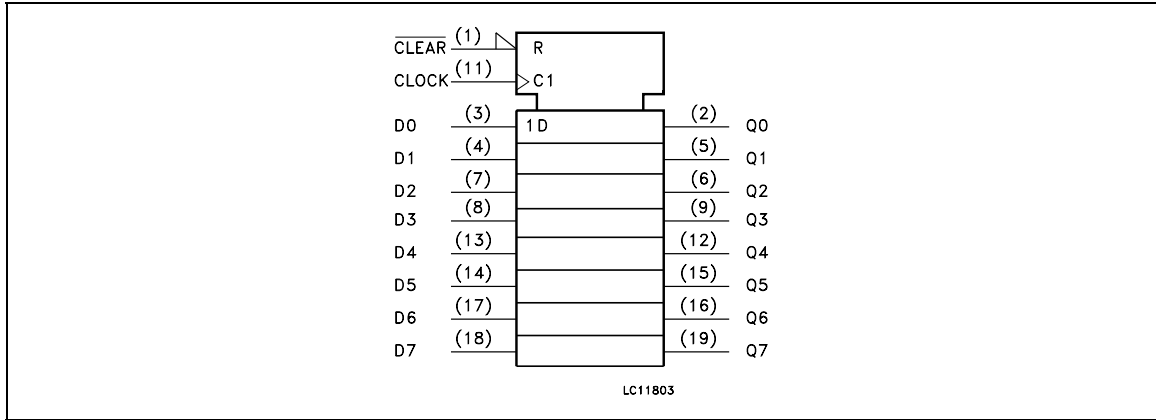 CLEAR (1) R
CLOCK (11) C1
D0 (3) 1D (2) Q0
D1 (4) (5) Q1
D2 (7) (6) Q2
D3 (8) (9) Q3
D4 (13) (12) Q4
D5 (14) (15) Q5
D6 (17) (16) Q6
D7 (18) (19) Q7
LC11803